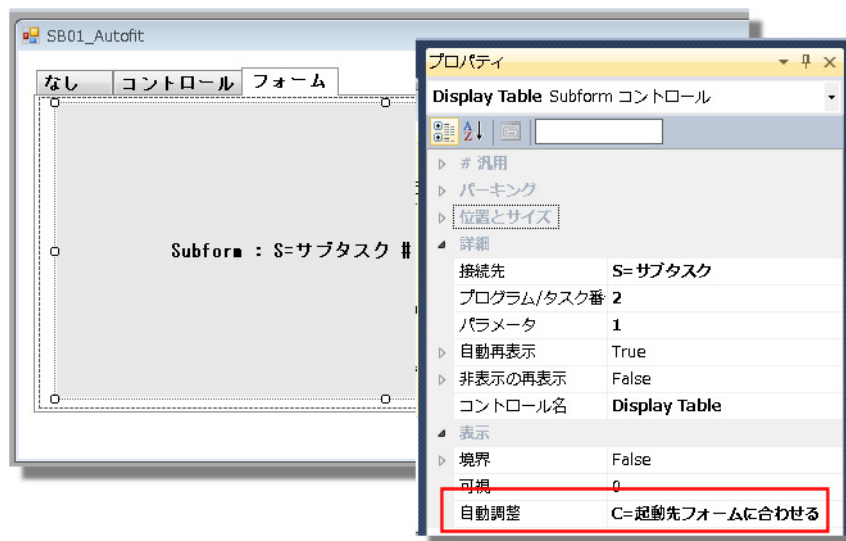 SB01_Autofit
なし コントロール フォーム
Subform : S=サブタスク #
プロパティ
Display Table Subform コントロール
# 汎用
パーキング
位置とサイズ
詳細
接続先 S=サブタスク
プログラム/タスク番 2
パラメータ 1
自動再表示 True
非表示の再表示 False
コントロール名 Display Table
表示
境界 False
可視 0
自動調整 C=起動先フォームに合わせる